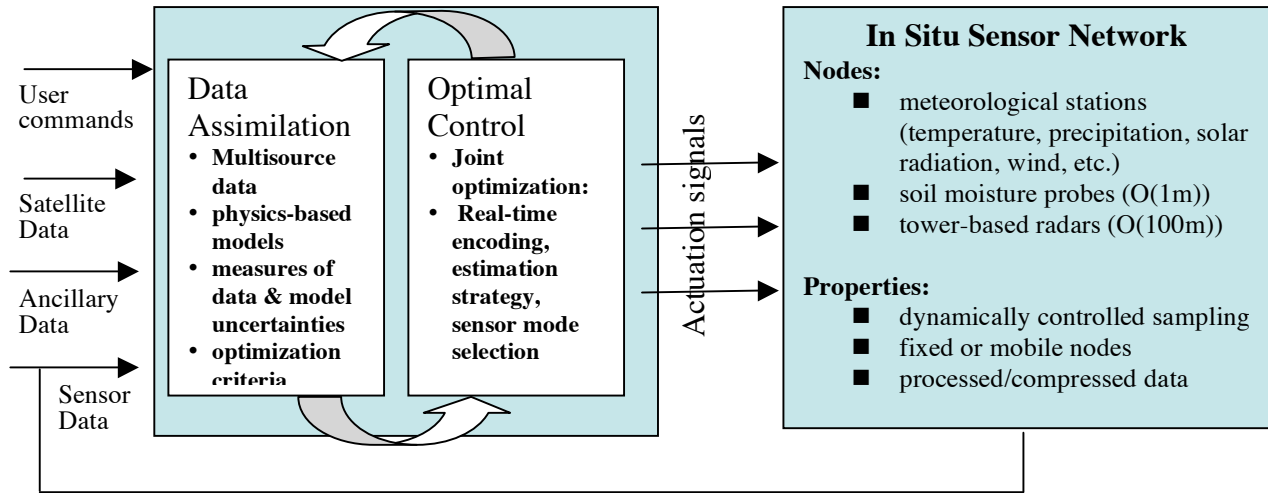 User
commands
Satellite
Data
Ancillary
Data
Sensor
Data
Data
Assimilation
• Multisource
data
• physics-based
models
• measures of
data & model
uncertainties
• optimization
criteria
Optimal
Control
• Joint
optimization:
• Real-time
encoding,
estimation
strategy,
sensor mode
selection
Actuation signals
In Situ Sensor Network
Nodes:
■ meteorological stations
(temperature, precipitation, solar
radiation, wind, etc.)
■ soil moisture probes (O(1m))
■ tower-based radars (O(100m))
Properties:
■ dynamically controlled sampling
■ fixed or mobile nodes
■ processed/compressed data